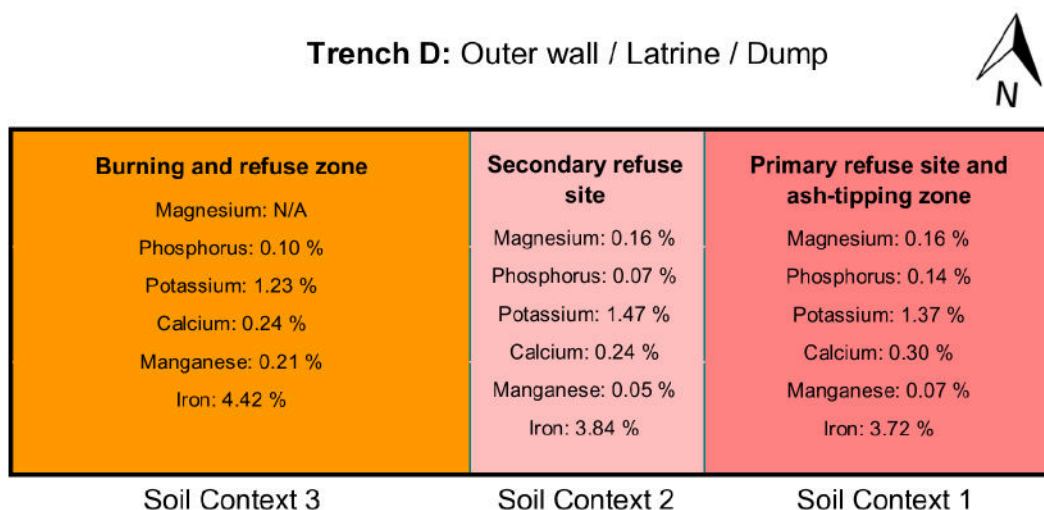 Trench D: Outer wall / Latrine / Dump
N
Burning and refuse zone
Magnesium: N/A
Phosphorus: 0.10 %
Potassium: 1.23 %
Calcium: 0.24 %
Manganese: 0.21 %
Iron: 4.42 %
Secondary refuse
site
Magnesium: 0.16 %
Phosphorus: 0.07 %
Potassium: 1.47 %
Calcium: 0.24 %
Manganese: 0.05 %
Iron: 3.84 %
Primary refuse site and
ash-tipping zone
Magnesium: 0.16 %
Phosphorus: 0.14 %
Potassium: 1.37 %
Calcium: 0.30 %
Manganese: 0.07 %
Iron: 3.72 %
Soil Context 3
Soil Context 2
Soil Context 1